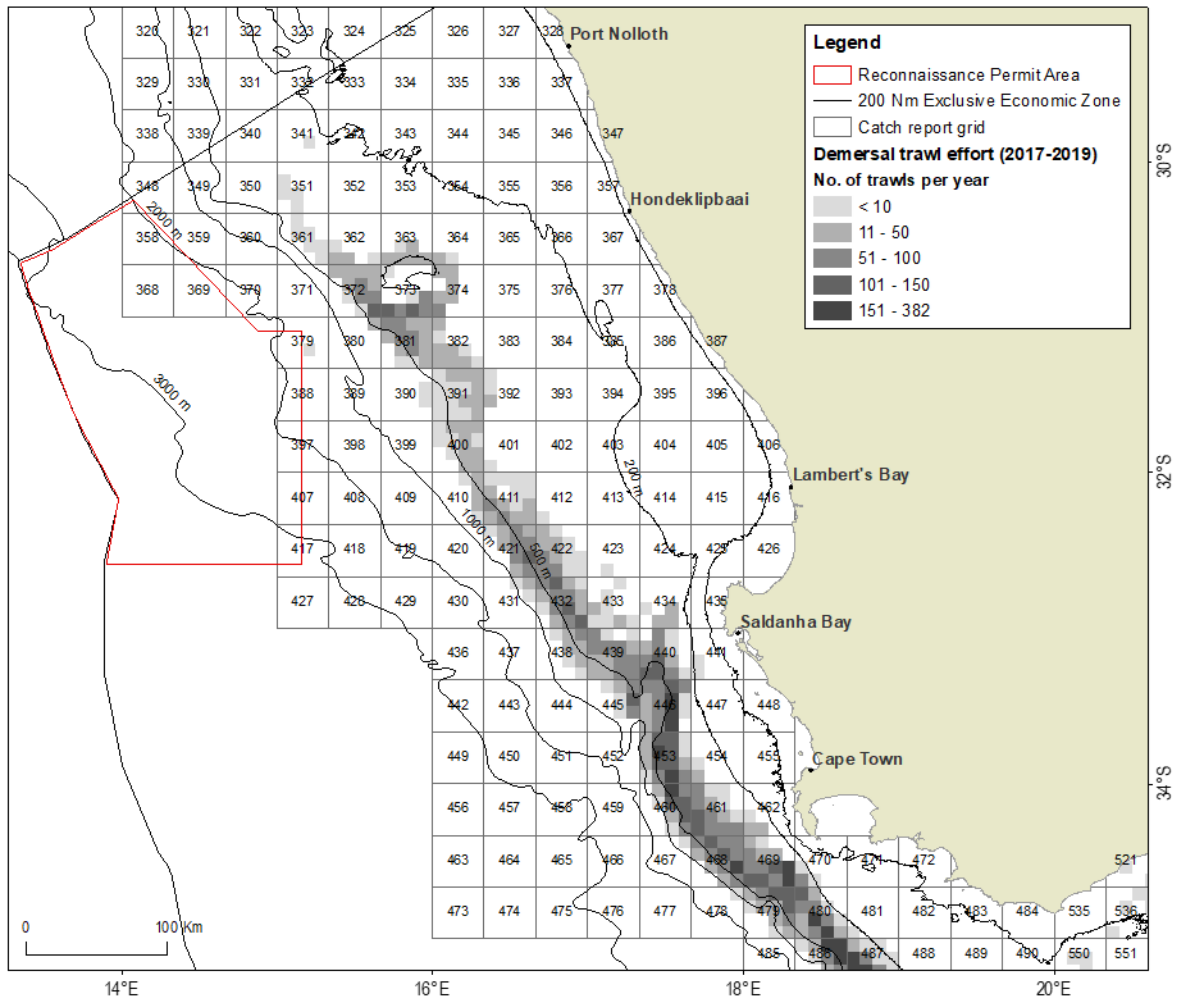 320 321 322 323 324 325 326 327 328 Port Nolloth
329 330 331 332 333 334 335 336 337
338 339 340 341 342 343 344 345 346 347
348 349 350 351 352 353 354 355 356 357
Hondeklipbaai
2000 m
358 359 360 361 362 363 364 365 366 367
368 369 370 371 372 373 374 375 376 377 378
379 380 381 382 383 384 385 386 387
3000 m
388 389 390 391 392 393 394 395 396
397 398 399 400 401 402 403 404 405 406
200 m
Lambert's Bay
407 408 409 410 411 412 413 414 415 416
1000 m
500 m
417 418 419 420 421 422 423 424 425 426
427 428 429 430 431 432 433 434 435
Saldanha Bay
436 437 438 439 440 441
442 443 444 445 446 447 448
449 450 451 452 453 454 455
Cape Town
456 457 458 459 460 461 462
463 464 465 466 467 468 469 470 471 472 521
473 474 475 476 477 478 479 480 481 482 483 484 535 536
485 486 487 488 489 490 550 551
Legend
Reconnaissance Permit Area
200 Nm Exclusive Economic Zone
Catch report grid
Demersal trawl effort (2017-2019)
No. of trawls per year
< 10
11 - 50
51 - 100
101 - 150
151 - 382
30°S
32°S
34°S
0 100 Km
14°E 16°E 18°E 20°E